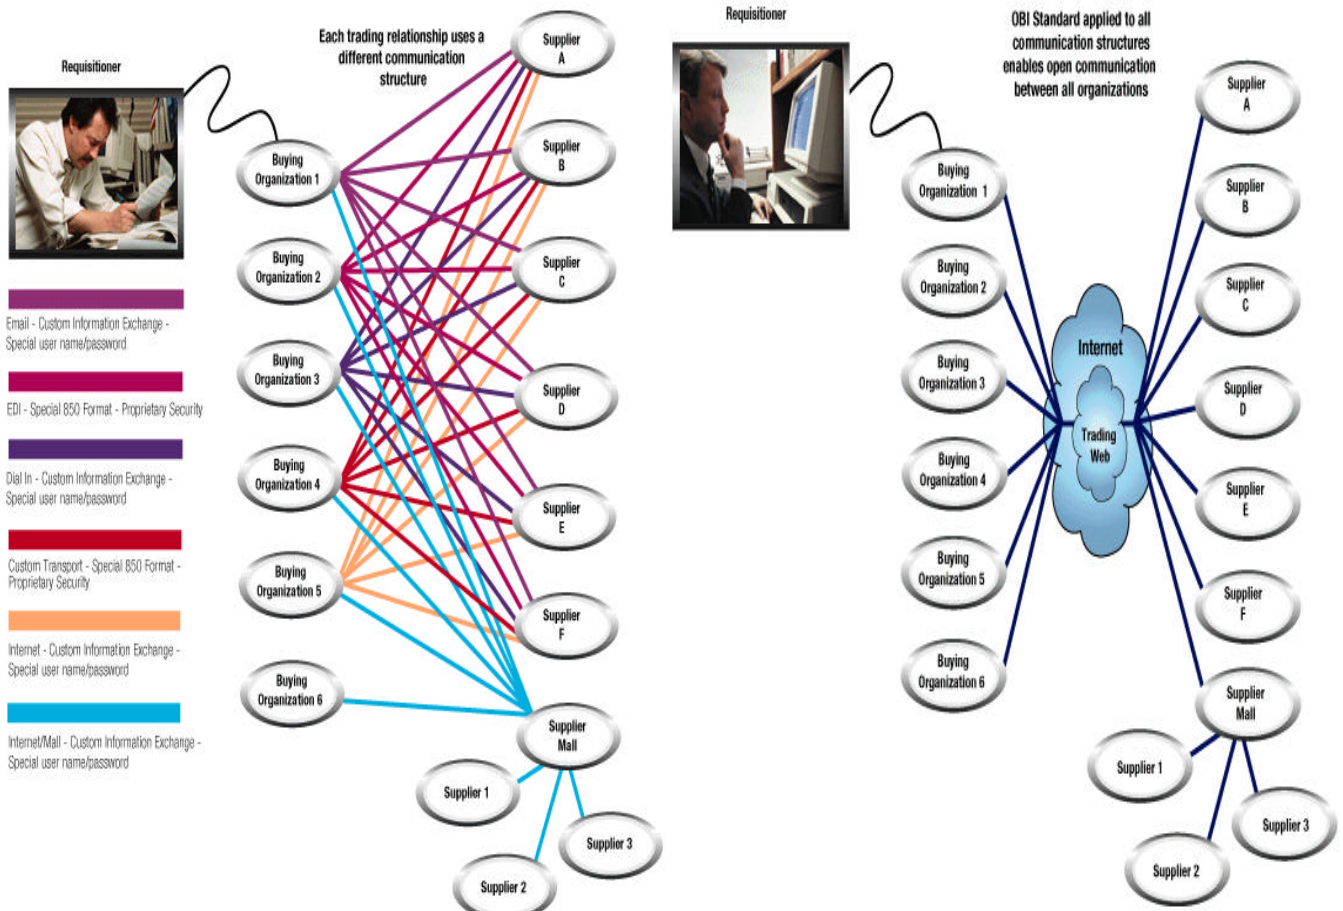 Requisitioner
Each trading relationship uses a
different communication
structure
Buying
Organization 1
Buying
Organization 2
Buying
Organization 3
Buying
Organization 4
Buying
Organization 5
Buying
Organization 6
Supplier
A
Supplier
B
Supplier
C
Supplier
D
Supplier
E
Supplier
F
Supplier
Mall
Supplier 1
Supplier 2
Supplier 3
Email - Custom Information Exchange -
Special user name/password
EDI - Special 850 Format - Proprietary Security
Dial In - Custom Information Exchange -
Special user name/password
Custom Transport - Special 850 Format -
Proprietary Security
Internet - Custom Information Exchange -
Special user name/password
Internet/Mall - Custom Information Exchange -
Special user name/password
Requisitioner
OBI Standard applied to all
communication structures
enables open communication
between all organizations
Buying
Organization 1
Buying
Organization 2
Buying
Organization 3
Buying
Organization 4
Buying
Organization 5
Buying
Organization 6
Internet
Trading
Web
Supplier
A
Supplier
B
Supplier
C
Supplier
D
Supplier
E
Supplier
F
Supplier
Mall
Supplier 1
Supplier 2
Supplier 3